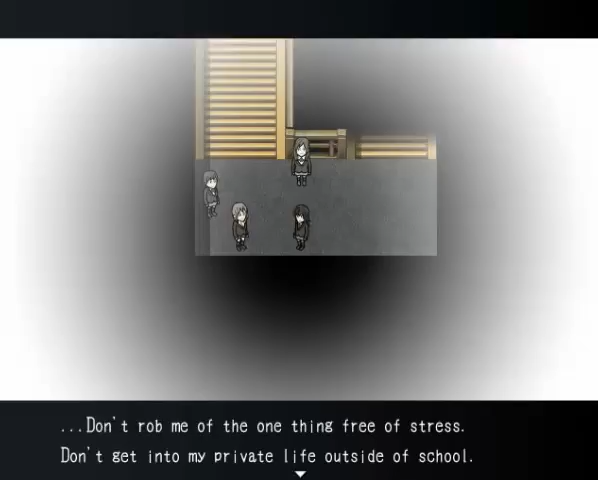 ...Don't rob me of the one thing free of stress.
Don't get into my private life outside of school.